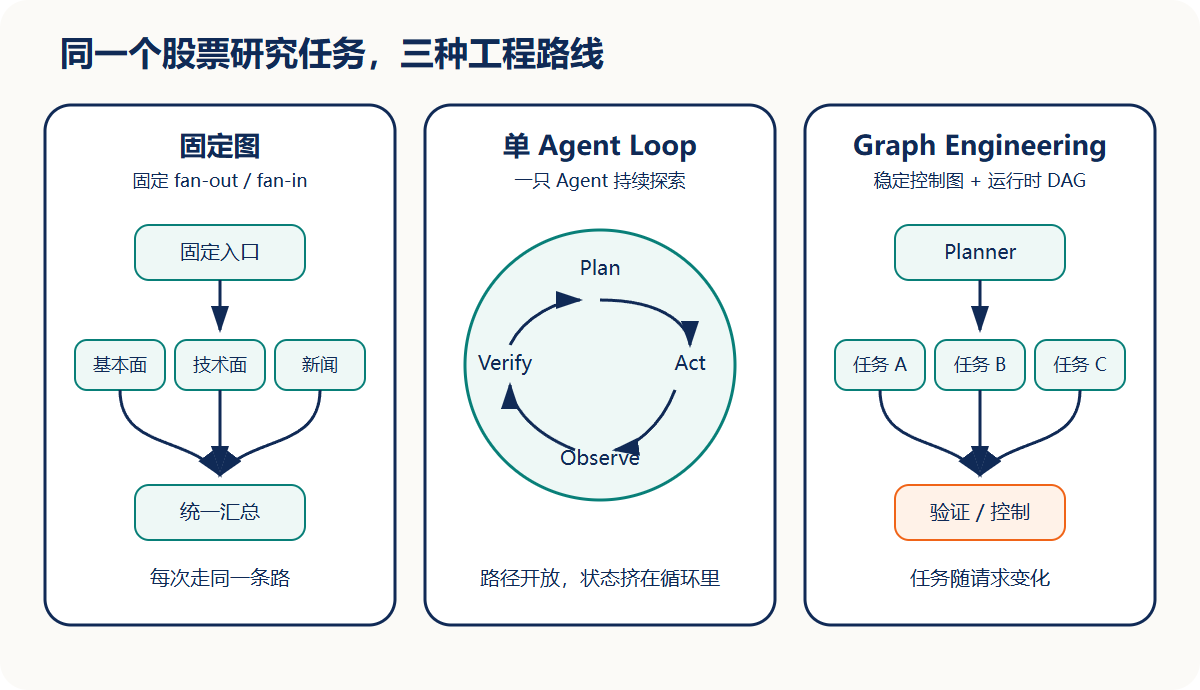 同一个股票研究任务，三种工程路线
固定图
固定 fan-out / fan-in
固定入口
基本面
技术面
新闻
统一汇总
每次走同一条路
单 Agent Loop
一只 Agent 持续探索
Plan
Verify
Act
Observe
路径开放，状态挤在循环里
Graph Engineering
稳定控制图 + 运行时 DAG
Planner
任务 A
任务 B
任务 C
验证 / 控制
任务随请求变化